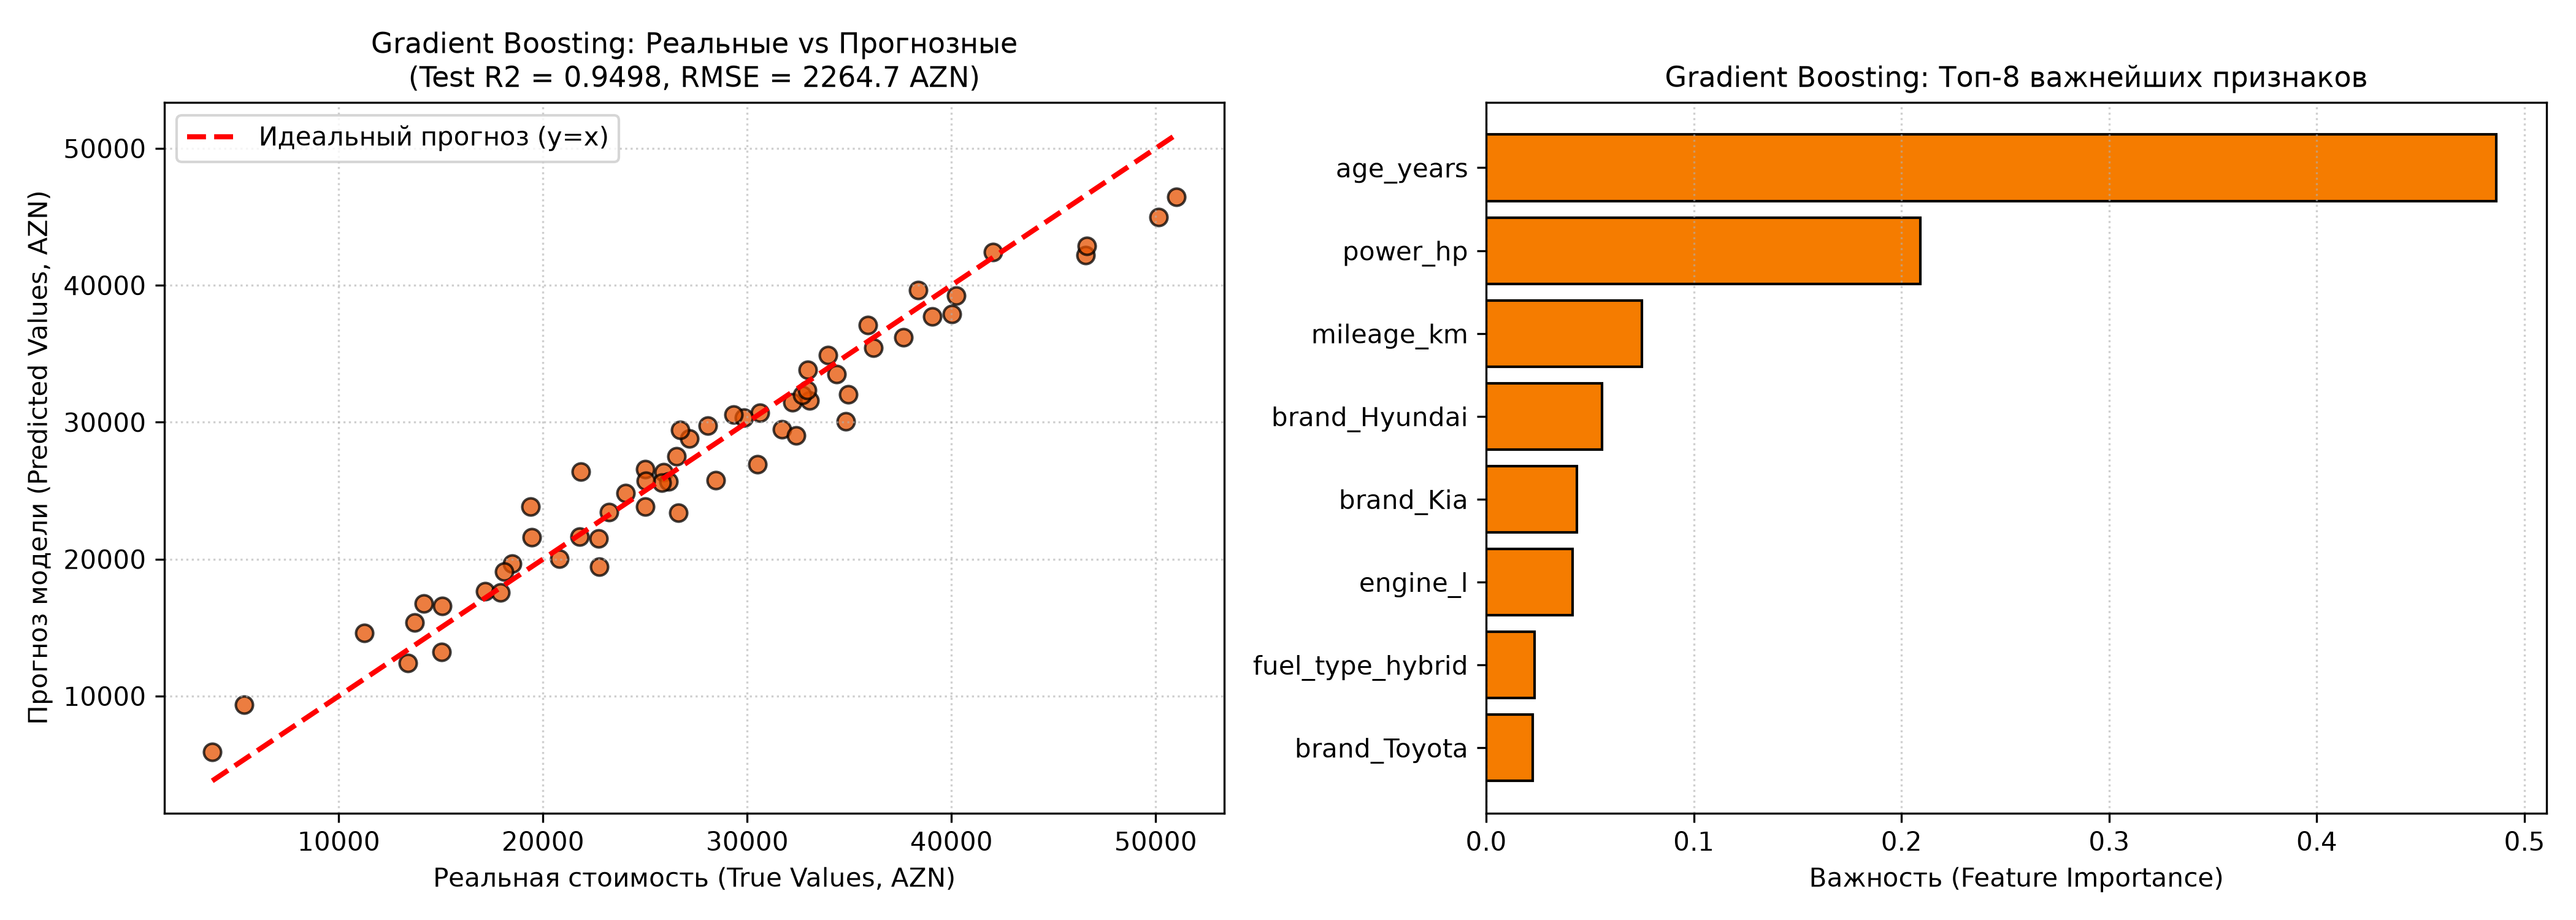 Gradient Boosting: Реальные vs Прогнозные
(Test R2 = 0.9498, RMSE = 2264.7 AZN)
Идеальный прогноз (y=x)
Прогноз модели (Predicted Values, AZN)
50000
40000
30000
20000
10000
10000 20000 30000 40000 50000
Реальная стоимость (True Values, AZN)
Gradient Boosting: Топ-8 важнейших признаков
age_years
power_hp
mileage_km
brand_Hyundai
brand_Kia
engine_l
fuel_type_hybrid
brand_Toyota
0.0 0.1 0.2 0.3 0.4 0.5
Важность (Feature Importance)